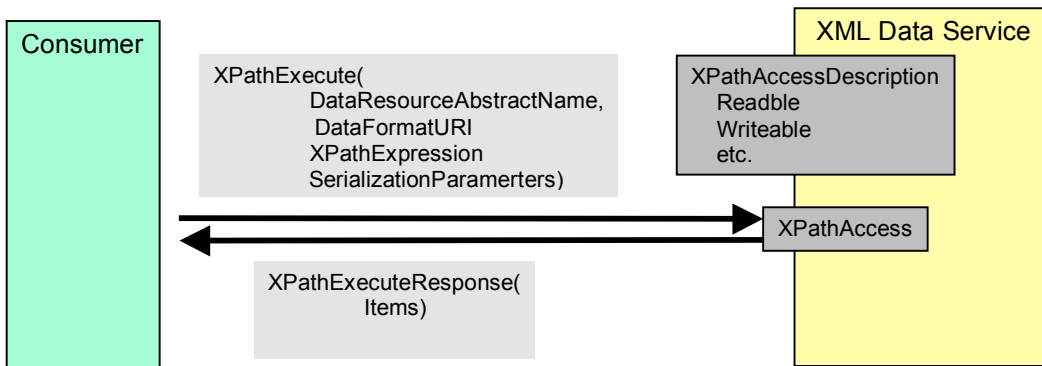 Consumer
XPathExecute(
DataResourceAbstractName,
DataFormatURI
XPathExpression
SerializationParamerters)
XPathExecuteResponse(
Items)
XML Data Service
XPathAccessDescription
Readble
Writeable
etc.
XPathAccess